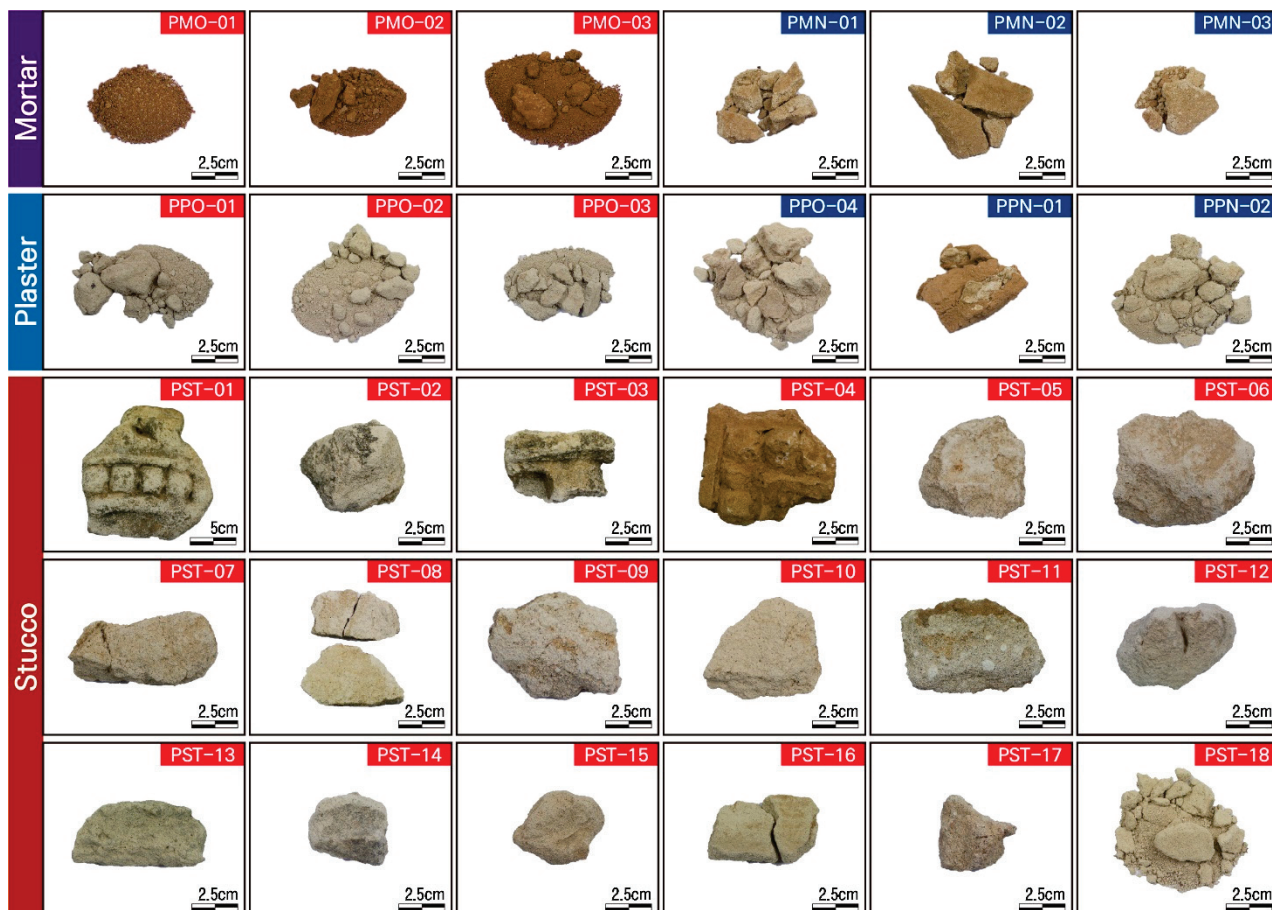 Mortar
PMO-01
2.5cm
PMO-02
2.5cm
PMO-03
2.5cm
PMN-01
2.5cm
PMN-02
2.5cm
PMN-03
2.5cm
Plaster
PPO-01
2.5cm
PPO-02
2.5cm
PPO-03
2.5cm
PPO-04
2.5cm
PPN-01
2.5cm
PPN-02
2.5cm
Stucco
PST-01
5cm
PST-02
2.5cm
PST-03
2.5cm
PST-04
2.5cm
PST-05
2.5cm
PST-06
2.5cm
PST-07
2.5cm
PST-08
2.5cm
PST-09
2.5cm
PST-10
2.5cm
PST-11
2.5cm
PST-12
2.5cm
PST-13
2.5cm
PST-14
2.5cm
PST-15
2.5cm
PST-16
2.5cm
PST-17
2.5cm
PST-18
2.5cm